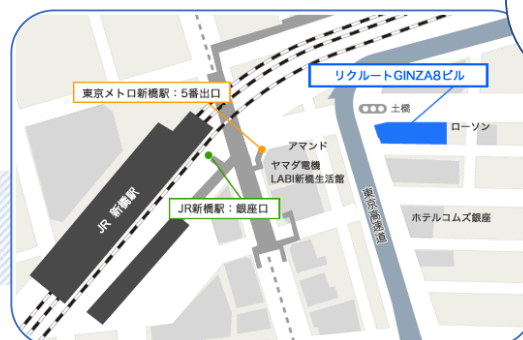 リクルートGINZA8ビル
東京メトロ新橋駅：5番出口
土橋
ローソン
アマンド
ヤマダ電機
LABI新橋生活館
JR 新橋駅
JR新橋駅：銀座口
東京高速道
ホテルコムズ銀座